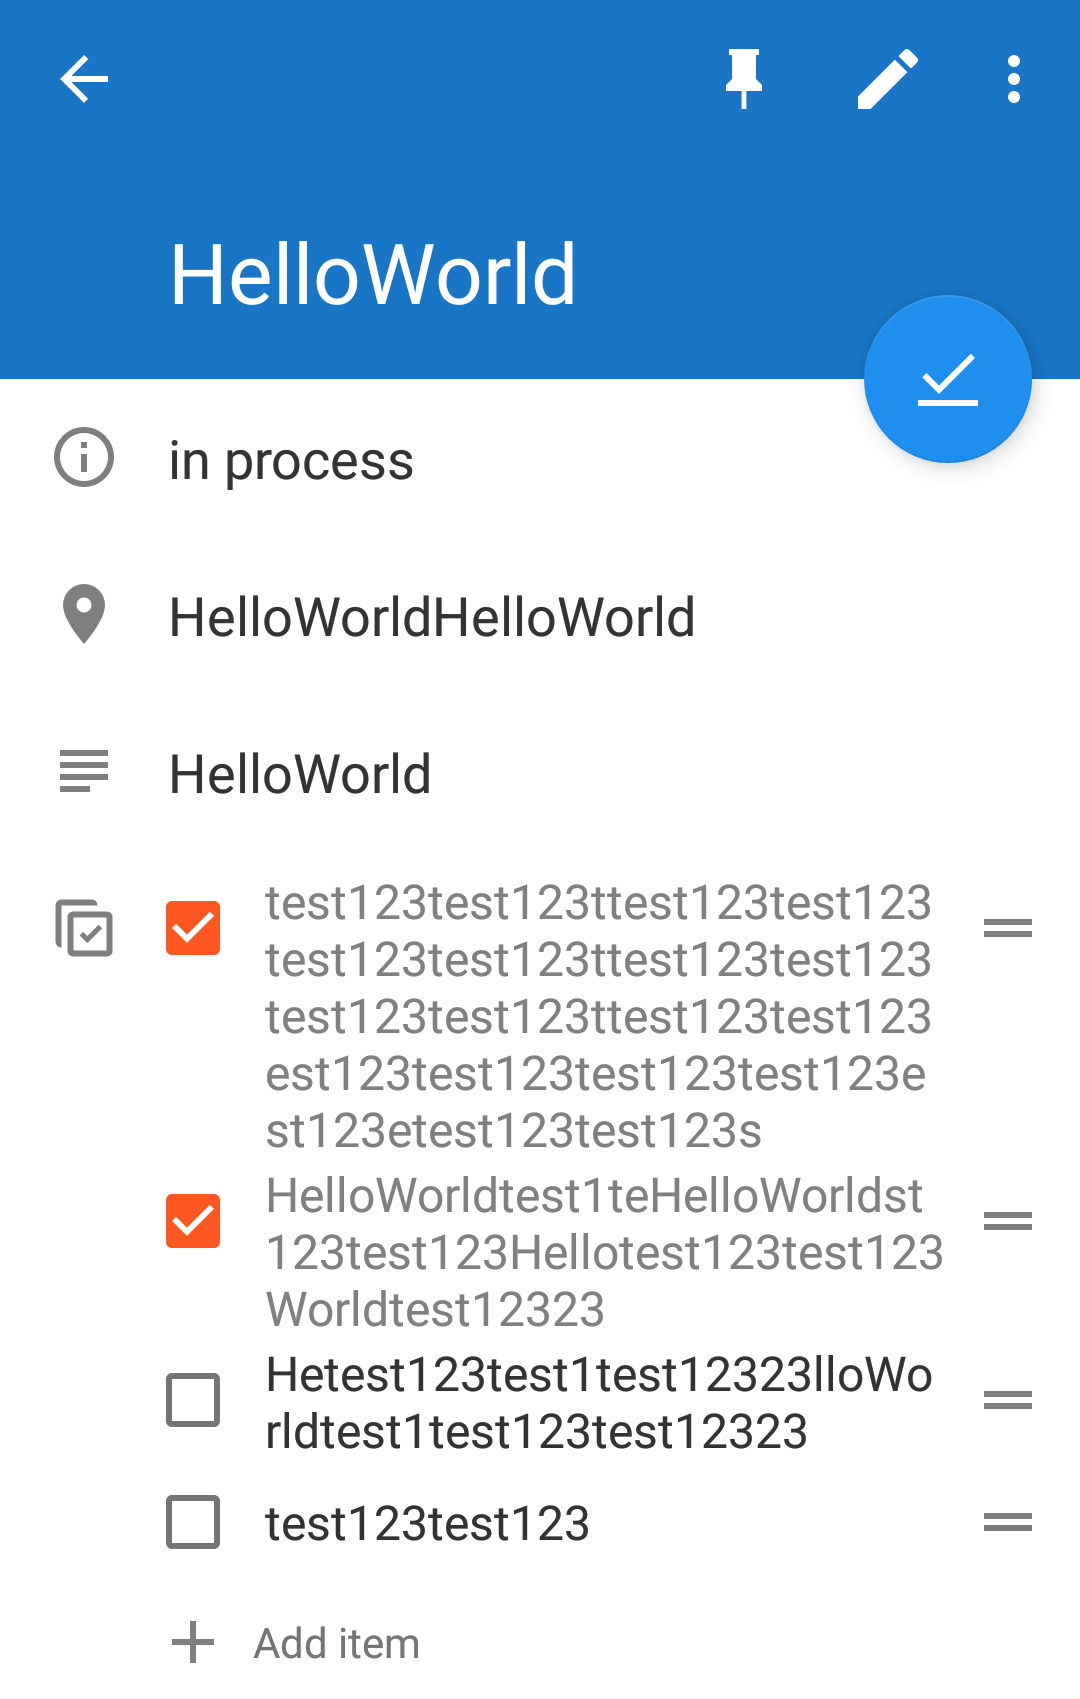 HelloWorld
in process
HelloWorldHelloWorld
HelloWorld
test123test123ttest123test123
test123test123ttest123test123
test123test123ttest123test123
est123test123test123test123e
st123etest123test123s
HelloWorldtest1teHelloWorldst
123test123Hellotest123test123
Worldtest12323
Hetest123test1test12323lloWo
rldtest1test123test12323
test123test123
Add item